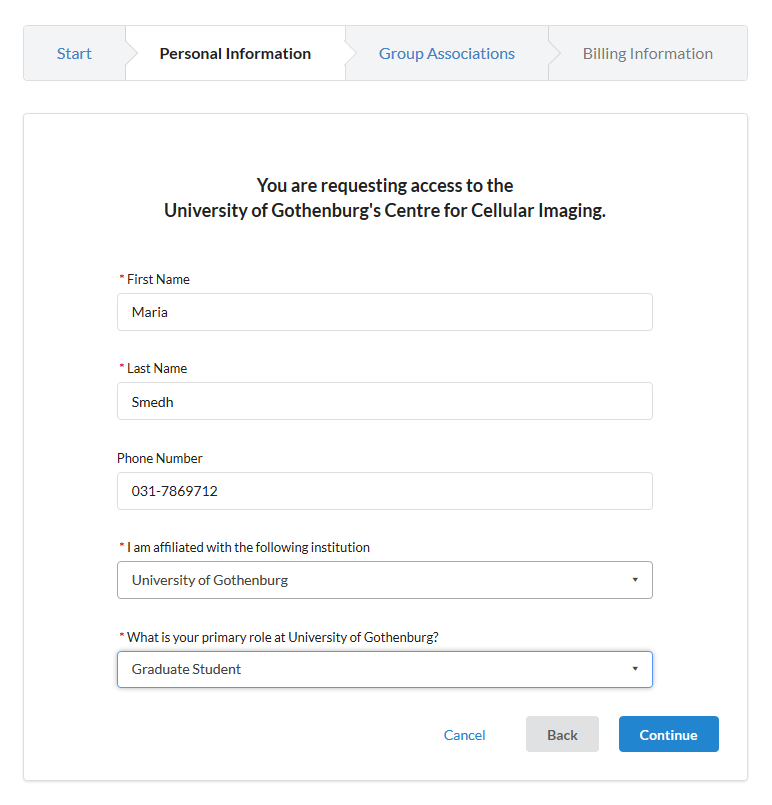 Start
Personal Information
Group Associations
Billing Information
You are requesting access to the
University of Gothenburg's Centre for Cellular Imaging.
* First Name
Maria
* Last Name
Smedh
Phone Number
031-7869712
* I am affiliated with the following institution
University of Gothenburg
* What is your primary role at University of Gothenburg?
Graduate Student
Cancel
Back
Continue